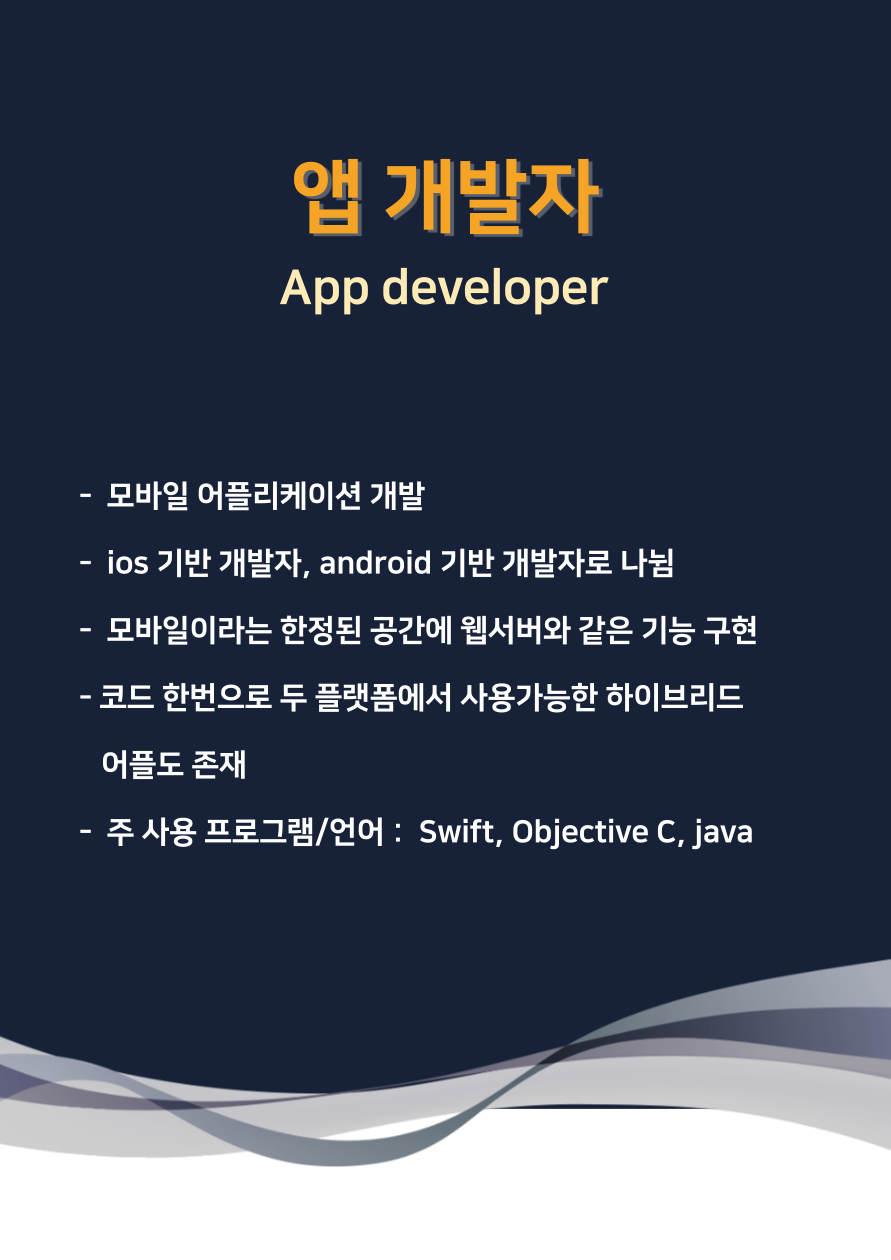 앱 개발자
App developer
- 모바일 어플리케이션 개발
- ios 기반 개발자, android 기반 개발자로 나뉨
- 모바일이라는 한정된 공간에 웹서버와 같은 기능 구현
- 코드 한번으로 두 플랫폼에서 사용가능한 하이브리드
어플도 존재
- 주 사용 프로그램/언어 : Swift, Objective C, java